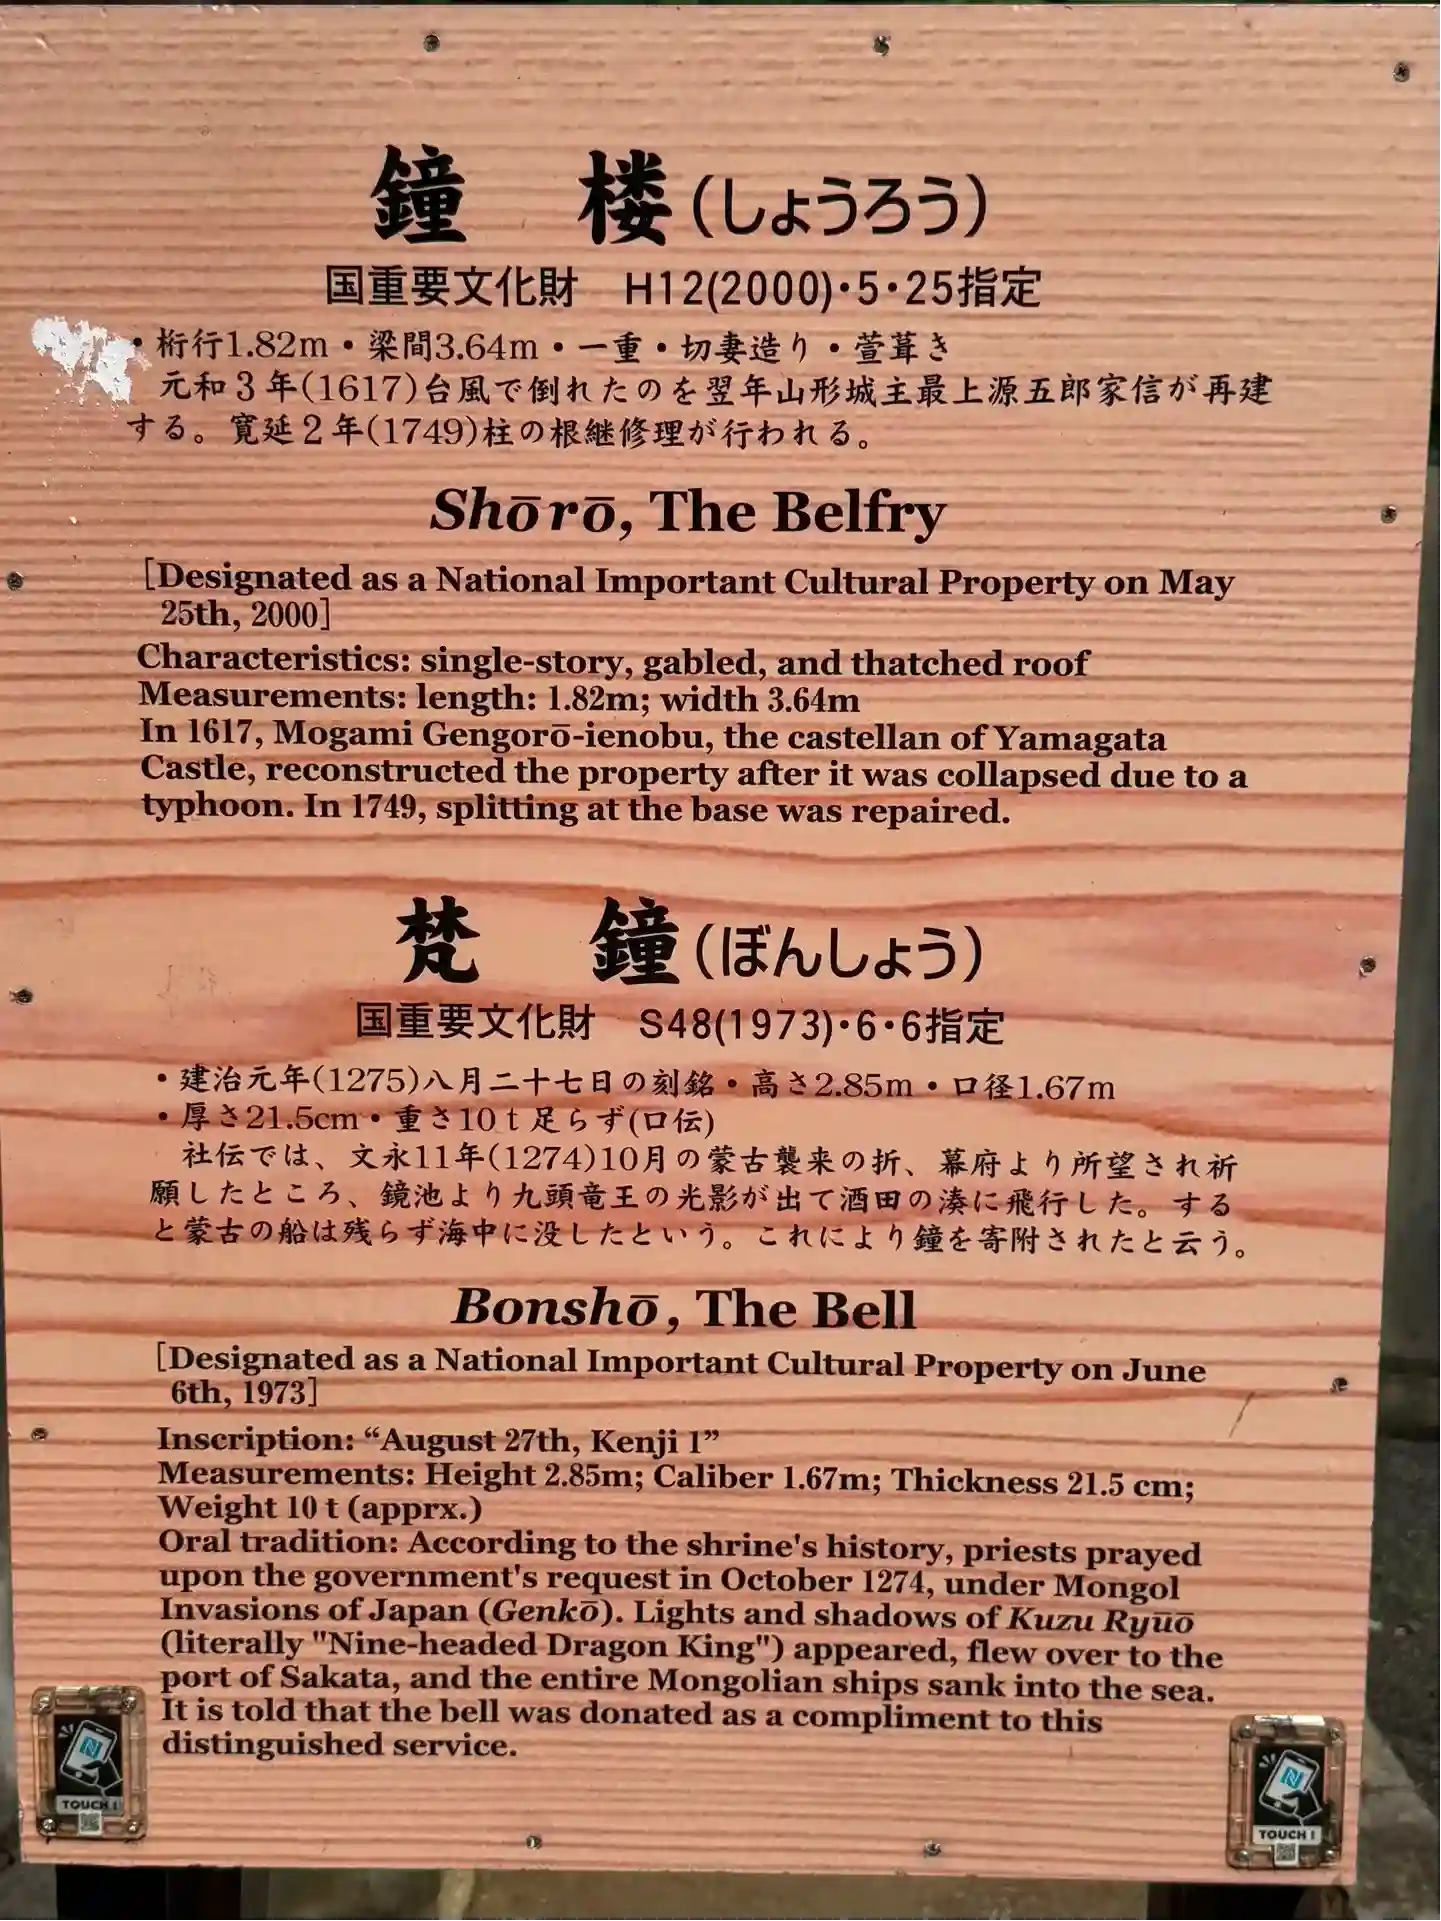 鐘 楼(しょうろう)
国重要文化財 H12(2000)･5･25指定
・桁行1.82m・梁間3.64m・一重・切妻造り・萱葺き
元和３年(1617)台風で倒れたのを翌年山形城主最上源五郎家信が再建
する。寛延２年(1749)柱の根継修理が行われる。
Shōrō, The Belfry
[Designated as a National Important Cultural Property on May
25th, 2000]
Characteristics: single-story, gabled, and thatched roof
Measurements: length: 1.82m; width 3.64m
In 1617, Mogami Gengorō-ienobu, the castellan of Yamagata
Castle, reconstructed the property after it was collapsed due to a
typhoon. In 1749, splitting at the base was repaired.
梵 鐘(ぼんしょう)
国重要文化財 S48(1973)･6･6指定
・建治元年(1275)八月二十七日の刻銘・高さ2.85m・口径1.67m
・厚さ21.5cm・重さ10ｔ足らず(口伝)
社伝では、文永11年(1274)10月の蒙古襲来の折、幕府より所望され祈
願したところ、鏡池より九頭竜王の光影が出て酒田の湊に飛行した。する
と蒙古の船は残らず海中に没したという。これにより鐘を寄附されたと云う。
Bonshō, The Bell
[Designated as a National Important Cultural Property on June
6th, 1973]
Inscription: “August 27th, Kenji 1”
Measurements: Height 2.85m; Caliber 1.67m; Thickness 21.5 cm;
Weight 10 t (apprx.)
Oral tradition: According to the shrine's history, priests prayed
upon the government's request in October 1274, under Mongol
Invasions of Japan (Genkō). Lights and shadows of Kuzu Ryūō
(literally "Nine-headed Dragon King") appeared, flew over to the
port of Sakata, and the entire Mongolian ships sank into the sea.
It is told that the bell was donated as a compliment to this
distinguished service.
TOUCH!
TOUCH!